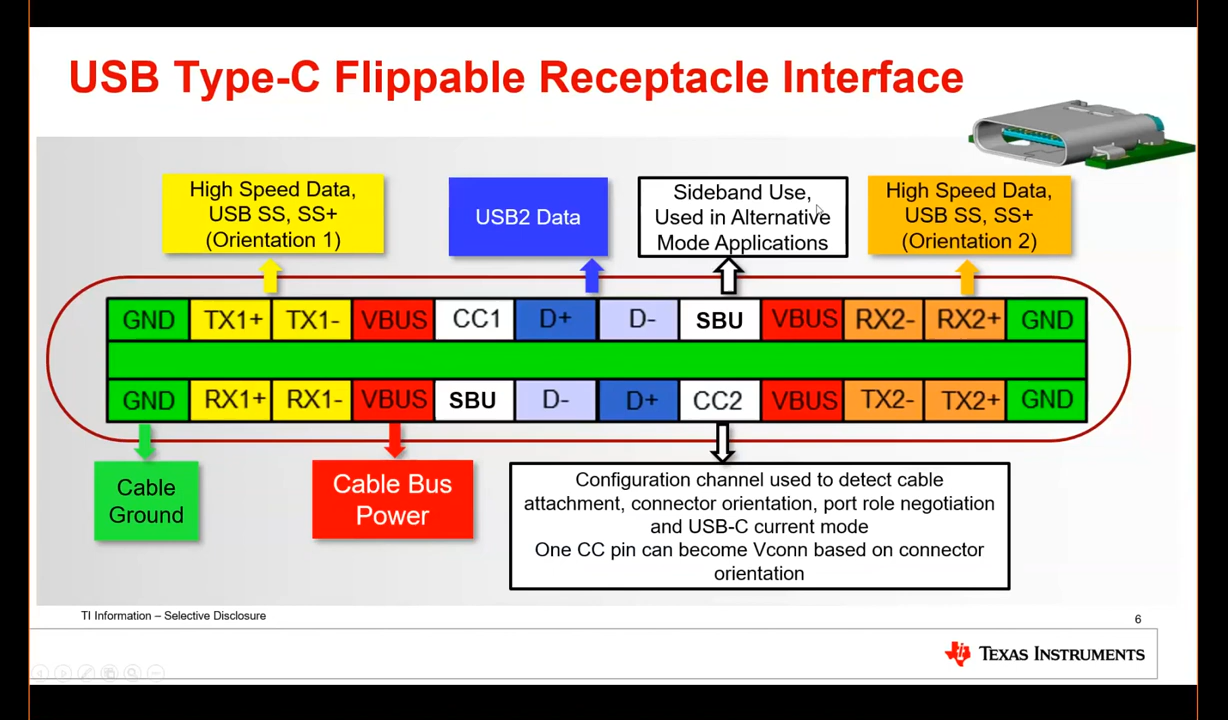 USB Type-C Flippable Receptacle Interface
High Speed Data,
USB SS, SS+
(Orientation 1)
USB2 Data
Sideband Use,
Used in Alternative
Mode Applications
High Speed Data,
USB SS, SS+
(Orientation 2)
GND TX1+ TX1- VBUS CC1 D+ D- SBU VBUS RX2- RX2+ GND
GND RX1+ RX1- VBUS SBU D- D+ CC2 VBUS TX2- TX2+ GND
Cable
Ground
Cable Bus
Power
Configuration channel used to detect cable
attachment, connector orientation, port role negotiation
and USB-C current mode
One CC pin can become Vconn based on connector
orientation
TI Information – Selective Disclosure
6
TEXAS INSTRUMENTS